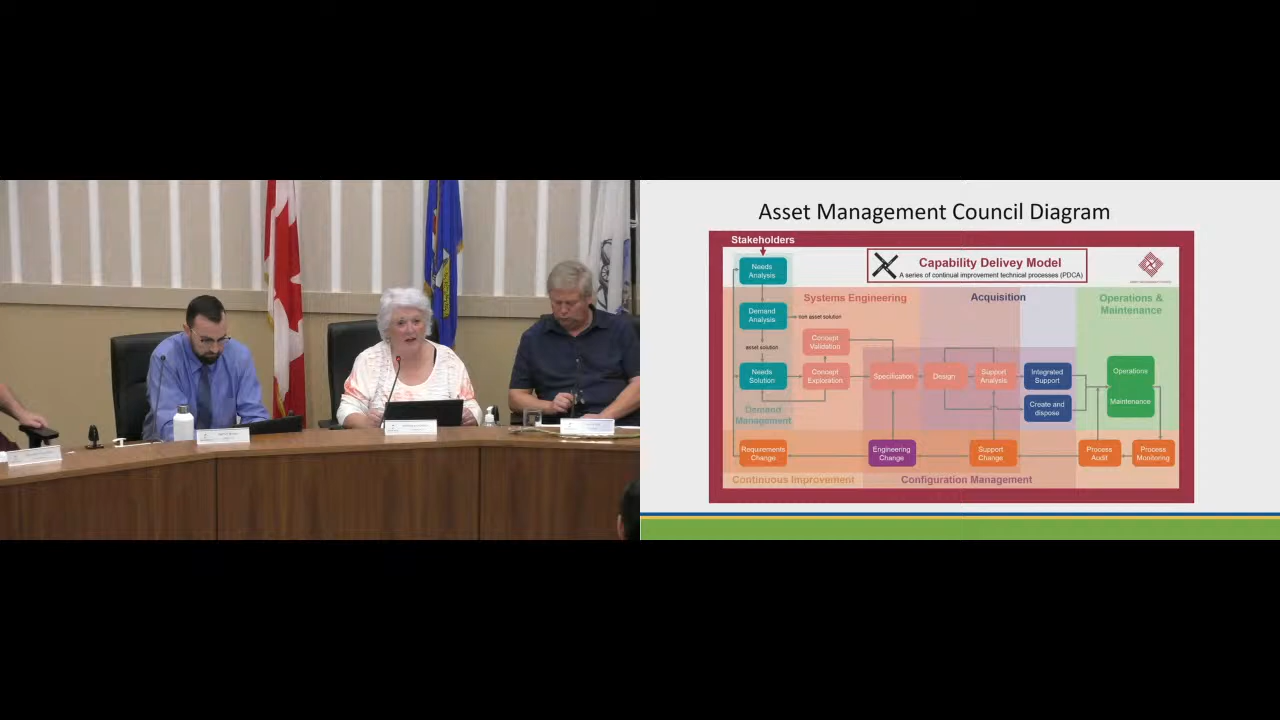 Asset Management Council Diagram
Stakeholders
Capability Delivey Model
A series of continual improvement technical processes (PDCA)
Needs
Analysis
Systems Engineering
Acquisition
Operations &
Maintenance
Demand
Analysis
non asset solution
asset solution
Concept
Validation
Needs
Solution
Concept
Exploration
Specification
Design
Support
Analysis
Integrated
Support
Create and
dispose
Operations
Maintenance
Demand
Management
Requirements
Change
Engineering
Change
Support
Change
Process
Audit
Process
Monitoring
Continuous Improvement
Configuration Management